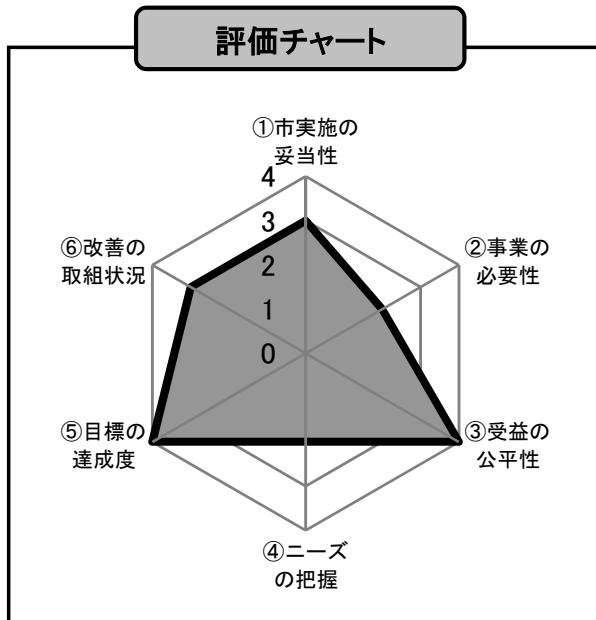 評価チャート
①市実施の
妥当性
4
3
2
1
0
②事業の
必要性
③受益の
公平性
④ニーズ
の把握
⑤目標の
達成度
⑥改善の
取組状況